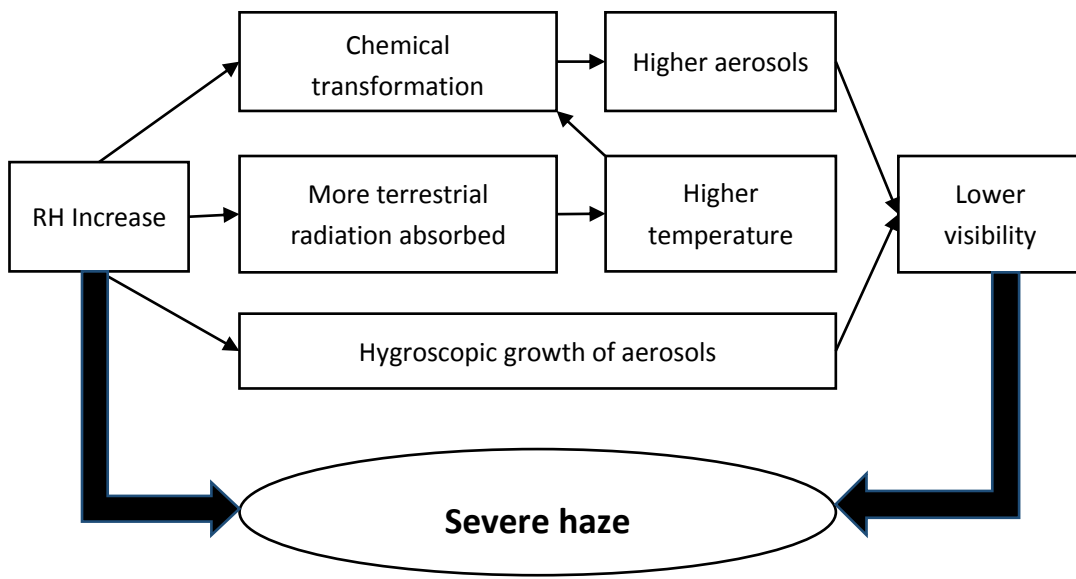 Chemical
transformation
Higher aerosols
RH Increase
More terrestrial
radiation absorbed
Higher
temperature
Lower
visibility
Hygroscopic growth of aerosols
Severe haze